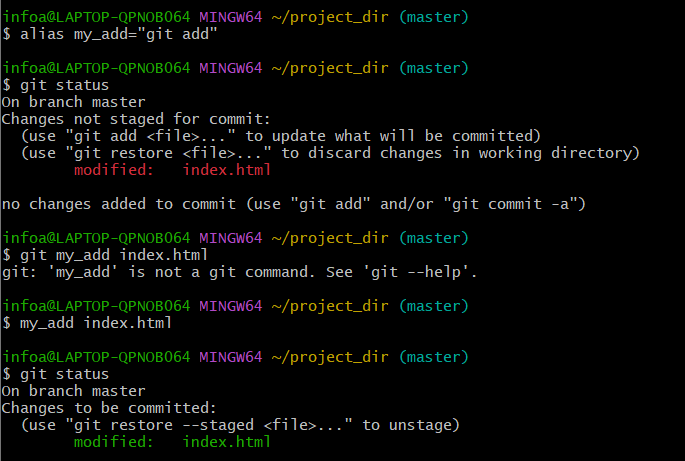 infoa@LAPTOP-QPNOBO64 MINGW64 ~/project_dir (master)
$ alias my_add="git add"
infoa@LAPTOP-QPNOBO64 MINGW64 ~/project_dir (master)
$ git status
On branch master
Changes not staged for commit:
  (use "git add <file>..." to update what will be committed)
  (use "git restore <file>..." to discard changes in working directory)
        modified:   index.html
no changes added to commit (use "git add" and/or "git commit -a")
infoa@LAPTOP-QPNOBO64 MINGW64 ~/project_dir (master)
$ git my_add index.html
git: 'my_add' is not a git command. See 'git --help'.
infoa@LAPTOP-QPNOBO64 MINGW64 ~/project_dir (master)
$ my_add index.html
infoa@LAPTOP-QPNOBO64 MINGW64 ~/project_dir (master)
$ git status
On branch master
Changes to be committed:
  (use "git restore --staged <file>..." to unstage)
        modified:   index.html